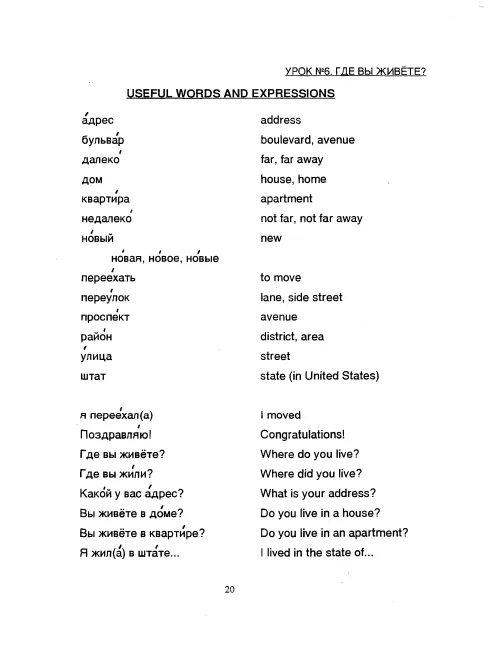 УРОК №6. ГДЕ ВЫ ЖИВЁТЕ?
USEFUL WORDS AND EXPRESSIONS
а́дрес address
бульва́р boulevard, avenue
далеко́ far, far away
дом house, home
кварти́ра apartment
недалеко́ not far, not far away
но́вый new
но́вая, но́вое, но́вые
перее́хать to move
переу́лок lane, side street
проспе́кт avenue
райо́н district, area
у́лица street
штат state (in United States)
я перее́хал(а) I moved
Поздравля́ю! Congratulations!
Где вы живёте? Where do you live?
Где вы жи́ли? Where did you live?
Како́й у вас а́дрес? What is your address?
Вы живёте в до́ме? Do you live in a house?
Вы живёте в кварти́ре? Do you live in an apartment?
Я жил(а́) в шта́те... I lived in the state of...
20